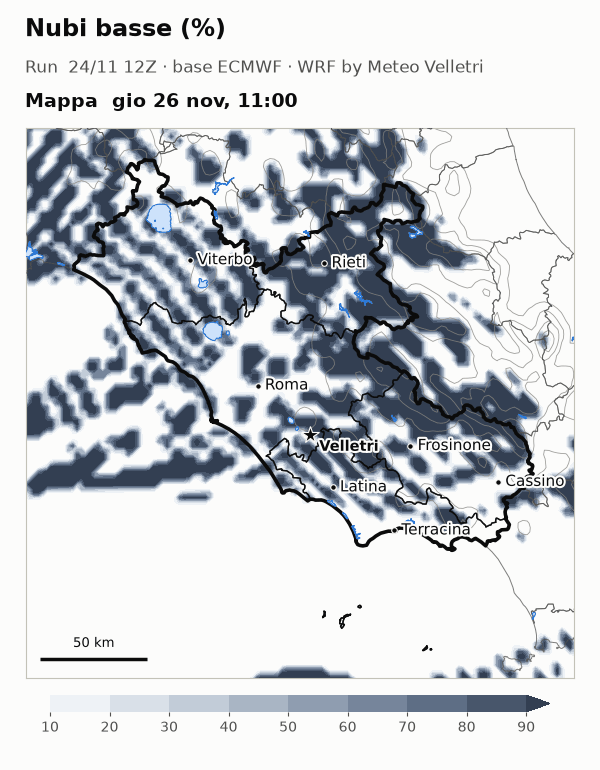 Nubi basse (%)
Run 24/11 12Z · base ECMWF · WRF by Meteo Velletri
Mappa gio 26 nov, 11:00
Viterbo
Rieti
Roma
Velletri
Frosinone
Latina
Cassino
Terracina
50 km
10 20 30 40 50 60 70 80 90